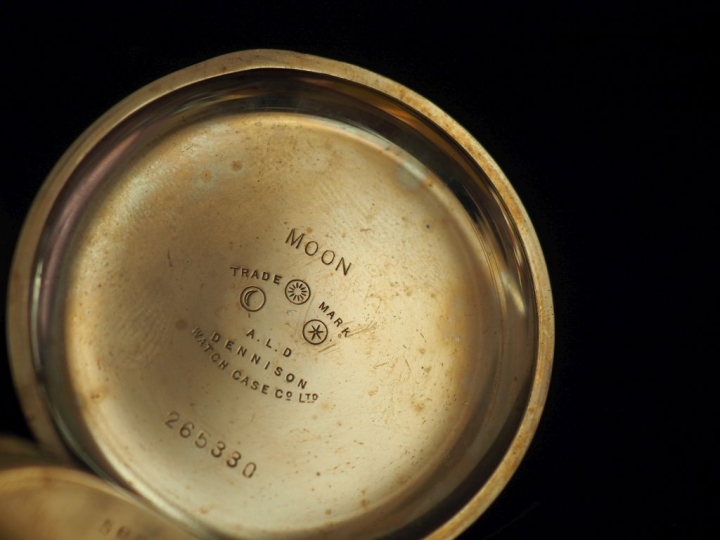 MOON
TRADE MARK
A.L.D
DENNISON
WATCH CASE Co LTD
265330